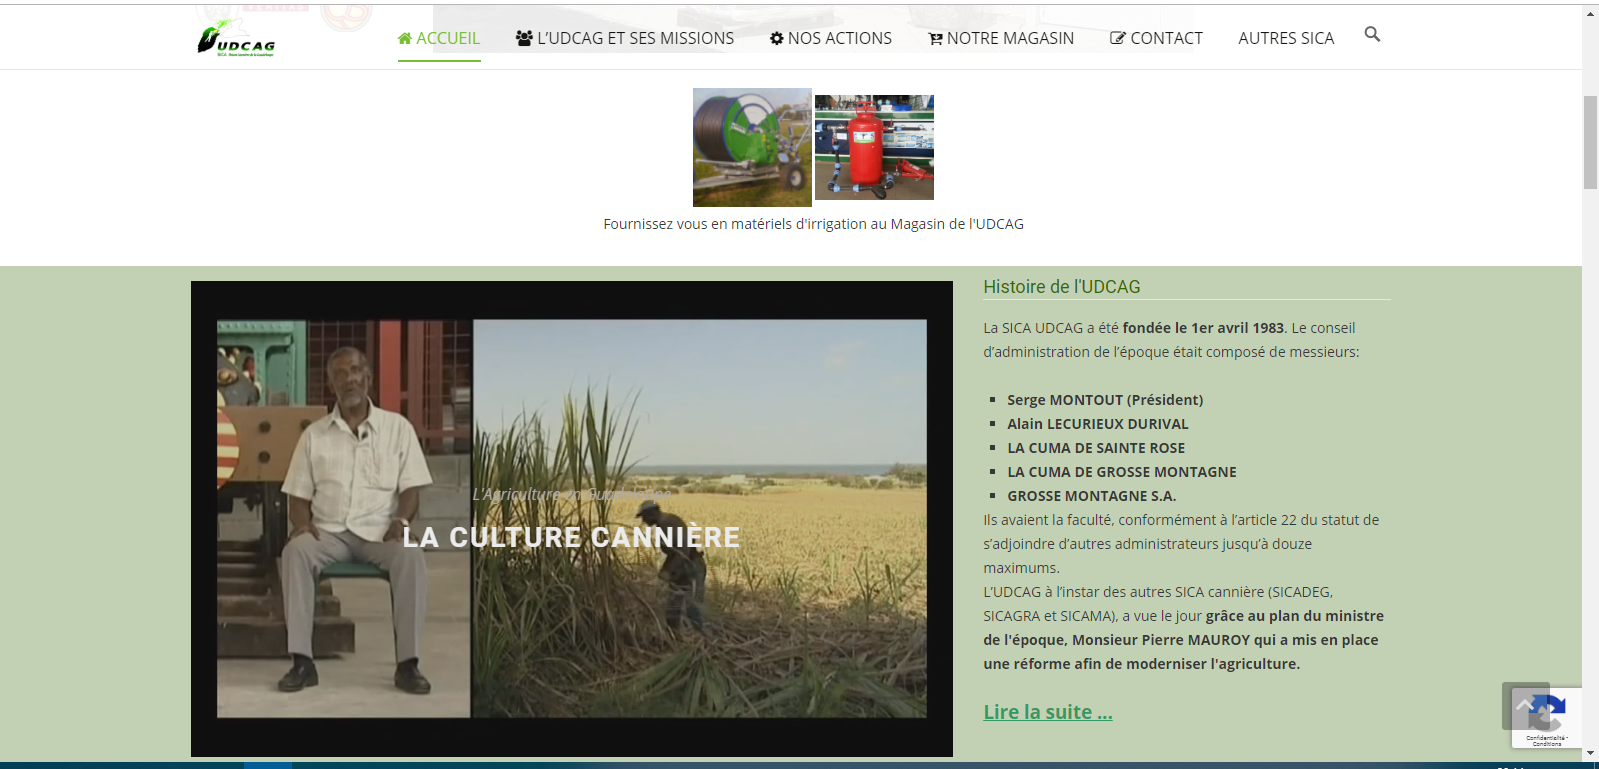 UDCAG
ACCUEIL
L’UDCAG ET SES MISSIONS
NOS ACTIONS
NOTRE MAGASIN
CONTACT
AUTRES SICA
Fournissez vous en matériels d'irrigation au Magasin de l'UDCAG
L'Agriculture en Guadeloupe
LA CULTURE CANNIÈRE
Histoire de l'UDCAG
La SICA UDCAG a été fondée le 1er avril 1983. Le conseil
d’administration de l’époque était composé de messieurs:
Serge MONTOUT (Président)
Alain LECURIEUX DURIVAL
LA CUMA DE SAINTE ROSE
LA CUMA DE GROSSE MONTAGNE
GROSSE MONTAGNE S.A.
Ils avaient la faculté, conformément à l’article 22 du statut de
s’adjoindre d’autres administrateurs jusqu’à douze
maximums.
L’UDCAG à l’instar des autres SICA cannière (SICADEG,
SICAGRA et SICAMA), a vue le jour grâce au plan du ministre
de l'époque, Monsieur Pierre MAUROY qui a mis en place
une réforme afin de moderniser l'agriculture.
Lire la suite ...
Confidentialité -
Conditions